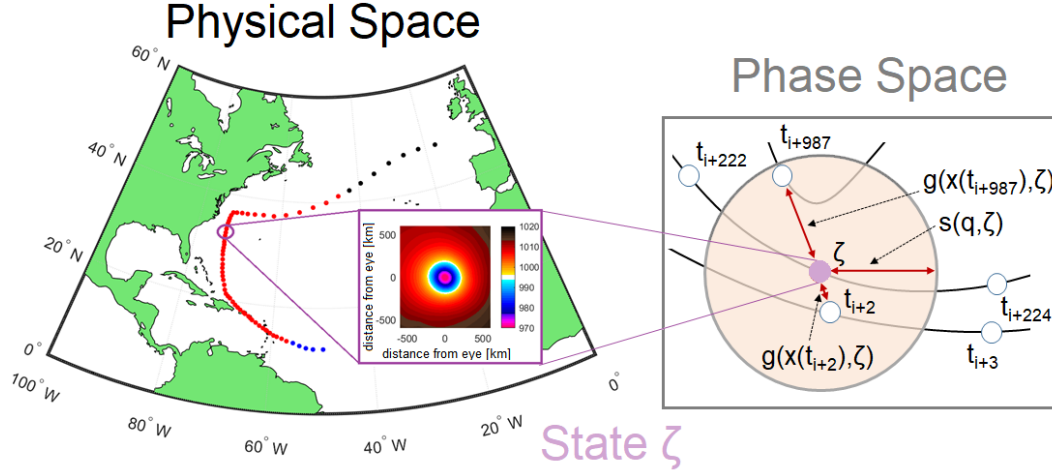 Physical Space
60° N
40° N
20° N
0°
100° W
80° W
60° W
40° W
20° W
0°
distance from eye [km]
500
0
-500
-500 0 500
distance from eye [km]
1020
1010
1000
990
980
970
State ζ
Phase Space
t_{i+222}
t_{i+987}
g(x(t_{i+987}),ζ)
s(q,ζ)
ζ
t_{i+2}
t_{i+224}
t_{i+3}
g(x(t_{i+2}),ζ)